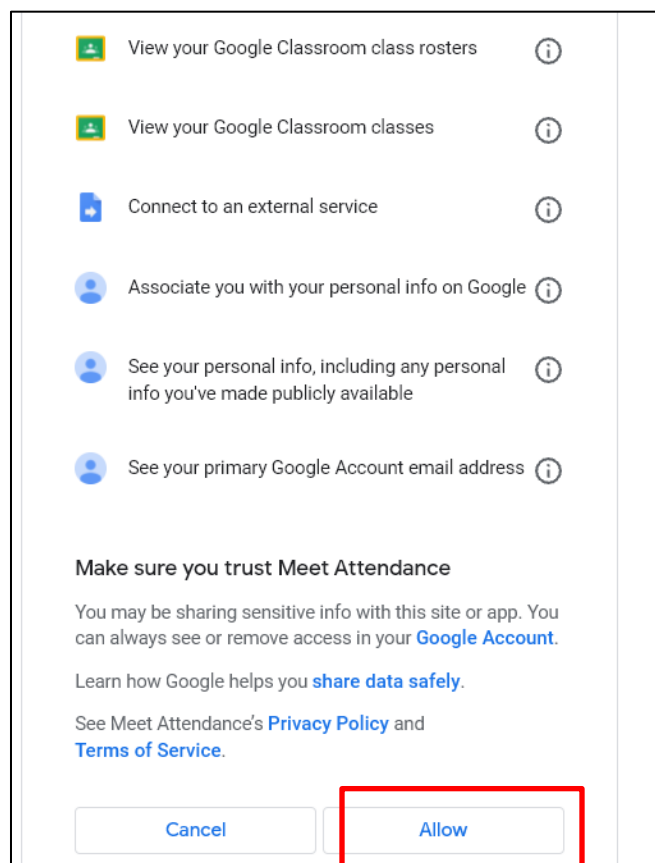 View your Google Classroom class rosters
View your Google Classroom classes
Connect to an external service
Associate you with your personal info on Google
See your personal info, including any personal
info you've made publicly available
See your primary Google Account email address
Make sure you trust Meet Attendance
You may be sharing sensitive info with this site or app. You
can always see or remove access in your Google Account.
Learn how Google helps you share data safely.
See Meet Attendance's Privacy Policy and
Terms of Service.
Cancel
Allow